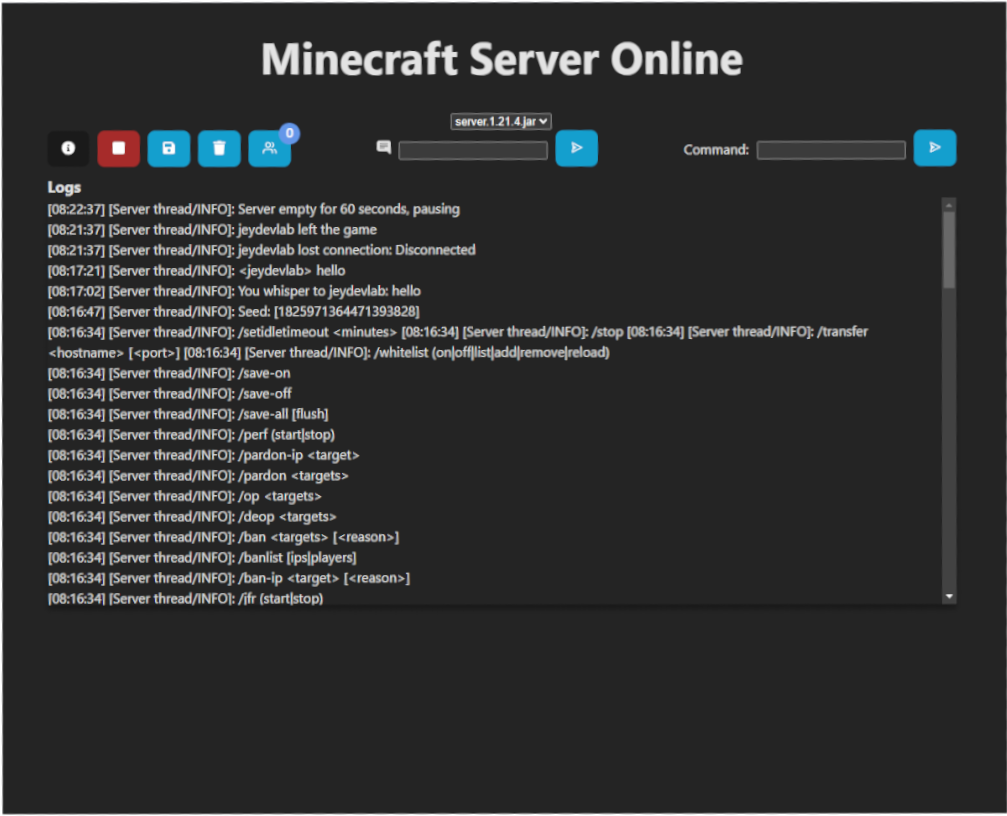 Minecraft Server Online
server.1.21.4.jar
0
Command:
Logs
[08:22:37] [Server thread/INFO]: Server empty for 60 seconds, pausing
[08:21:37] [Server thread/INFO]: jeydevlab left the game
[08:21:37] [Server thread/INFO]: jeydevlab lost connection: Disconnected
[08:17:21] [Server thread/INFO]: <jeydevlab> hello
[08:17:02] [Server thread/INFO]: You whisper to jeydevlab: hello
[08:16:47] [Server thread/INFO]: Seed: [1825971364471393828]
[08:16:34] [Server thread/INFO]: /setidletimeout <minutes> [08:16:34] [Server thread/INFO]: /stop [08:16:34] [Server thread/INFO]: /transfer
<hostname> [<port>] [08:16:34] [Server thread/INFO]: /whitelist (on|off|list|add|remove|reload)
[08:16:34] [Server thread/INFO]: /save-on
[08:16:34] [Server thread/INFO]: /save-off
[08:16:34] [Server thread/INFO]: /save-all [flush]
[08:16:34] [Server thread/INFO]: /perf (start|stop)
[08:16:34] [Server thread/INFO]: /pardon-ip <target>
[08:16:34] [Server thread/INFO]: /pardon <targets>
[08:16:34] [Server thread/INFO]: /op <targets>
[08:16:34] [Server thread/INFO]: /deop <targets>
[08:16:34] [Server thread/INFO]: /ban <targets> [<reason>]
[08:16:34] [Server thread/INFO]: /banlist [ips|players]
[08:16:34] [Server thread/INFO]: /ban-ip <target> [<reason>]
[08:16:34] [Server thread/INFO]: /jfr (start|stop)